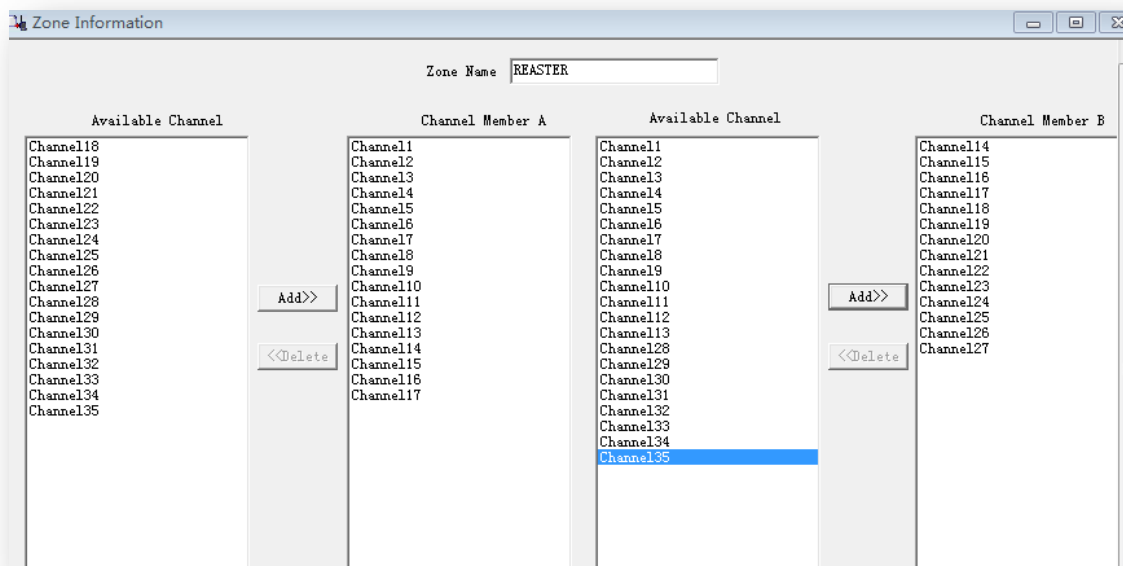 Zone Information
Zone Name REASTER
Available Channel
Channel18
Channel19
Channel20
Channel21
Channel22
Channel23
Channel24
Channel25
Channel26
Channel27
Channel28
Channel29
Channel30
Channel31
Channel32
Channel33
Channel34
Channel35
Add>>
<<Delete
Channel Member A
Channel1
Channel2
Channel3
Channel4
Channel5
Channel6
Channel7
Channel8
Channel9
Channel10
Channel11
Channel12
Channel13
Channel14
Channel15
Channel16
Channel17
Available Channel
Channel1
Channel2
Channel3
Channel4
Channel5
Channel6
Channel7
Channel8
Channel9
Channel10
Channel11
Channel12
Channel13
Channel28
Channel29
Channel30
Channel31
Channel32
Channel33
Channel34
Channel35
Add>>
<<Delete
Channel Member B
Channel14
Channel15
Channel16
Channel17
Channel18
Channel19
Channel20
Channel21
Channel22
Channel23
Channel24
Channel25
Channel26
Channel27